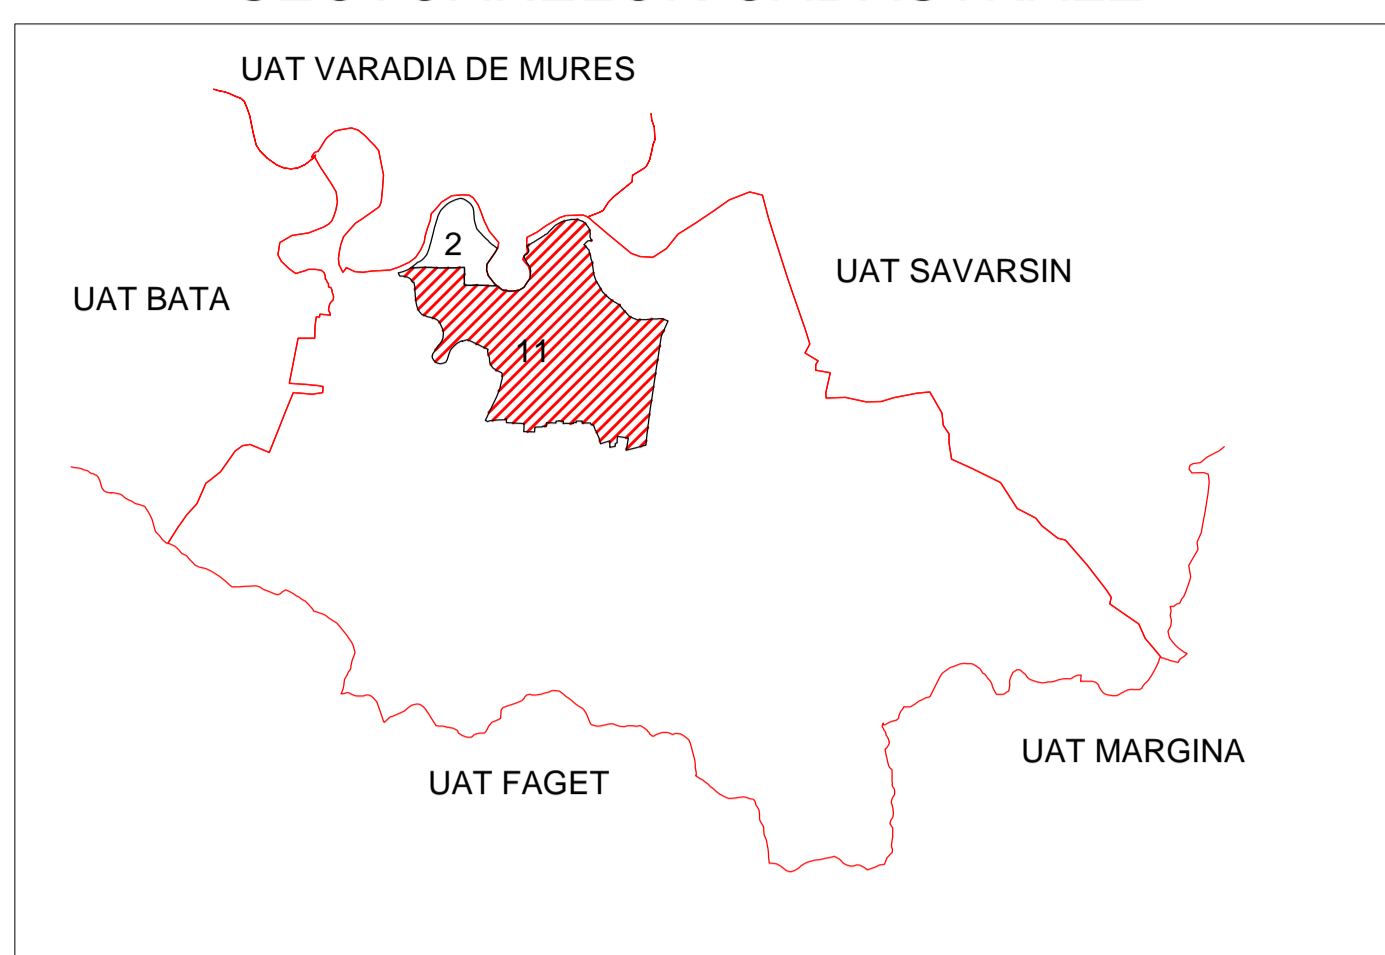 UAT VARADIA DE MURES
2
UAT SAVARSIN
UAT BATA
11
UAT MARGINA
UAT FAGET